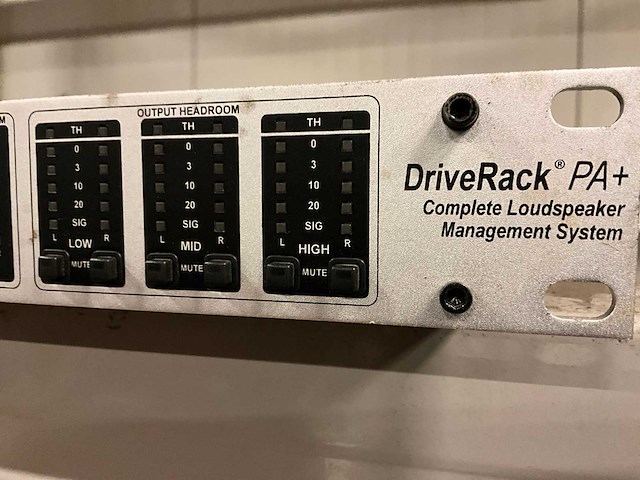 M
OUTPUT HEADROOM
TH
0
3
10
20
SIG
L R
LOW
MUTE
TH
0
3
10
20
SIG
L R
MID
MUTE
TH
0
3
10
20
SIG
L R
HIGH
MUTE
DriveRack® PA+
Complete Loudspeaker
Management System